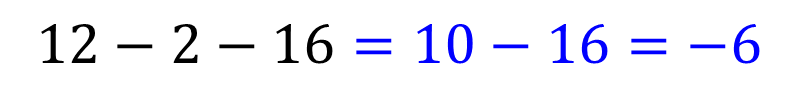 12 − 2 − 16 = 10 − 16 = −6